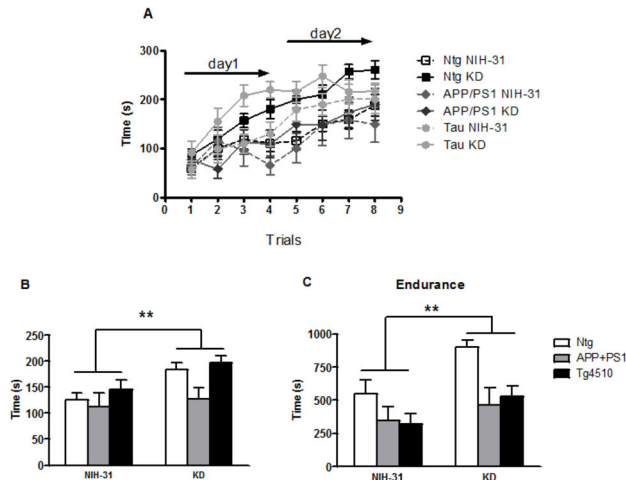 A
day1
day2
Time (s)
300
200
100
0
0 1 2 3 4 5 6 7 8 9
Trials
Ntg NIH-31
Ntg KD
APP/PS1 NIH-31
APP/PS1 KD
Tau NIH-31
Tau KD
B
**
Time (s)
250
200
150
100
50
0
NIH-31 KD
C
Endurance
**
Time (s)
1000
750
500
250
0
NIH-31 KD
Ntg
APP+PS1
Tg4510